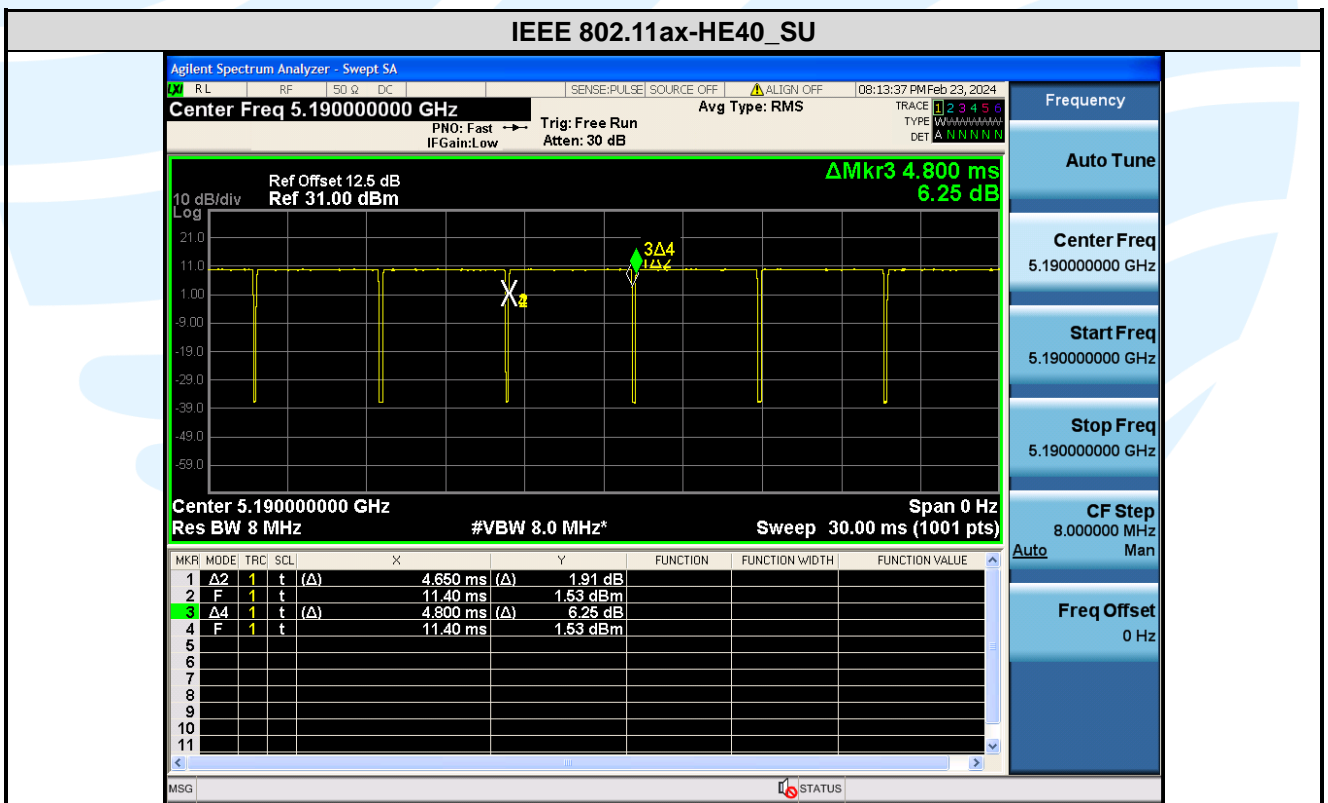 IEEE 802.11ax-HE40_SU
Agilent Spectrum Analyzer - Swept SA
LXI RL RF 50 Ω DC SENSE:PULSE SOURCE OFF ALIGN OFF 08:13:37 PM Feb 23, 2024
Center Freq 5.190000000 GHz Avg Type: RMS TRACE 1 2 3 4 5 6
PNO: Fast Trig: Free Run TYPE
IFGain:Low Atten: 30 dB DET A N N N N N
ΔMkr3 4.800 ms
6.25 dB
Ref Offset 12.5 dB
10 dB/div Ref 31.00 dBm
Log
21.0
11.0
1.00
-9.00
-19.0
-29.0
-39.0
-49.0
-59.0
3Δ4
1Δ2
Center 5.190000000 GHz Span 0 Hz
Res BW 8 MHz #VBW 8.0 MHz* Sweep 30.00 ms (1001 pts)
MKR MODE TRC SCL X Y FUNCTION FUNCTION WIDTH FUNCTION VALUE
1 Δ2 1 t (Δ) 4.650 ms (Δ) 1.91 dB
2 F 1 t 11.40 ms 1.53 dBm
3 Δ4 1 t (Δ) 4.800 ms (Δ) 6.25 dB
4 F 1 t 11.40 ms 1.53 dBm
5
6
7
8
9
10
11
MSG STATUS
Frequency
Auto Tune
Center Freq
5.190000000 GHz
Start Freq
5.190000000 GHz
Stop Freq
5.190000000 GHz
CF Step
8.000000 MHz
Auto Man
Freq Offset
0 Hz